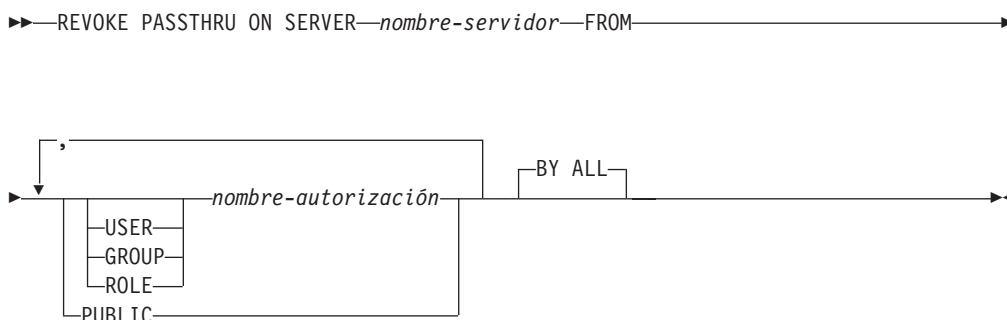 REVOKE PASSTHRU ON SERVER nombre-servidor FROM
,
BY ALL
nombre-autorización
USER
GROUP
ROLE
PUBLIC